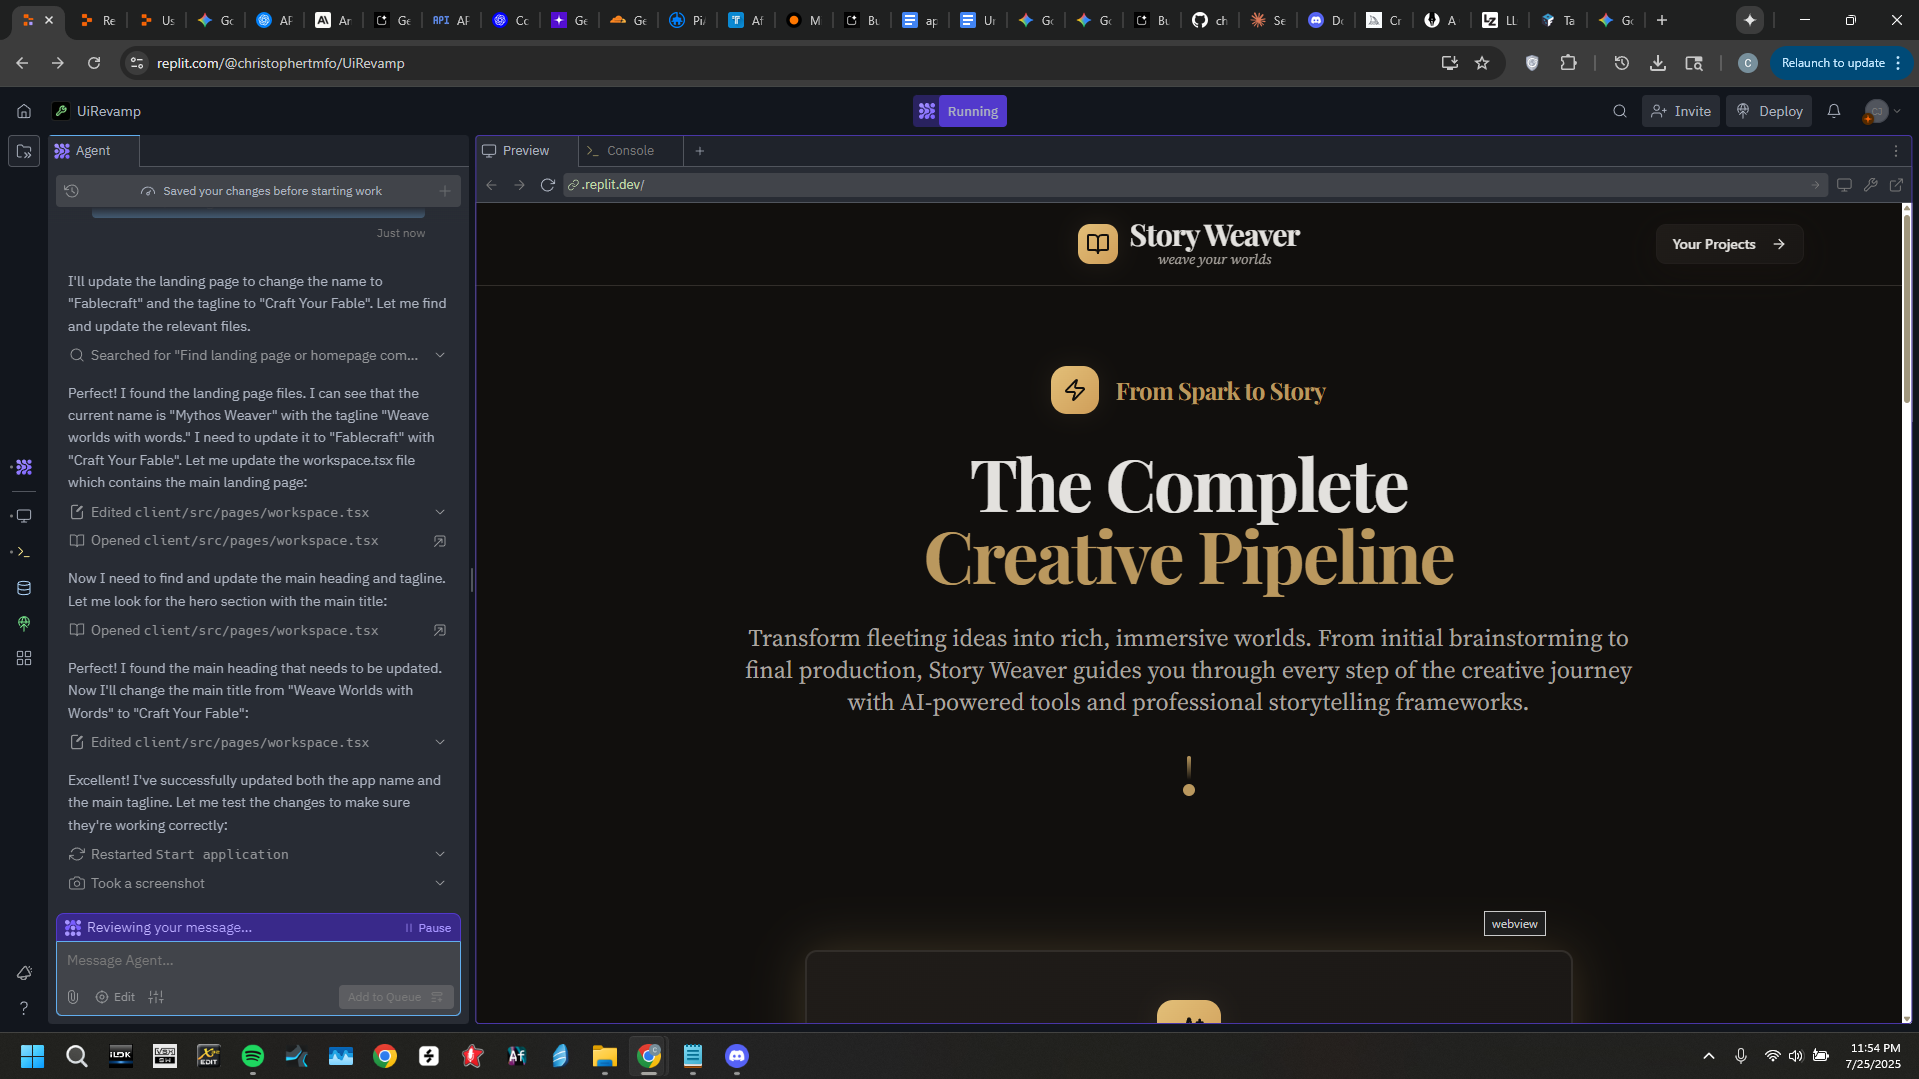 Re
Us
Gc
AF
Ar
Ge
AF
Cc
Ge
Ge
Pi
Af
M
Bu
ap
Ur
Gc
Gc
Bu
ch
Se
Dc
Cr
A
LL
Ta
Gc
replit.com/@christophertmfo/UiRevamp
C
Relaunch to update
UiRevamp
Running
Invite
Deploy
Agent
Preview
Console
Saved your changes before starting work
.replit.dev/
Just now
I'll update the landing page to change the name to
"Fablecraft" and the tagline to "Craft Your Fable". Let me find
and update the relevant files.
Searched for "Find landing page or homepage com...
Perfect! I found the landing page files. I can see that the
current name is "Mythos Weaver" with the tagline "Weave
worlds with words." I need to update it to "Fablecraft" with
"Craft Your Fable". Let me update the workspace.tsx file
which contains the main landing page:
Edited client/src/pages/workspace.tsx
Opened client/src/pages/workspace.tsx
Now I need to find and update the main heading and tagline.
Let me look for the hero section with the main title:
Opened client/src/pages/workspace.tsx
Perfect! I found the main heading that needs to be updated.
Now I'll change the main title from "Weave Worlds with
Words" to "Craft Your Fable":
Edited client/src/pages/workspace.tsx
Excellent! I've successfully updated both the app name and
the main tagline. Let me test the changes to make sure
they're working correctly:
Restarted Start application
Took a screenshot
Reviewing your message...
Pause
Message Agent...
Edit
Add to Queue
Story Weaver
weave your worlds
Your Projects
From Spark to Story
The Complete
Creative Pipeline
Transform fleeting ideas into rich, immersive worlds. From initial brainstorming to
final production, Story Weaver guides you through every step of the creative journey
with AI-powered tools and professional storytelling frameworks.
webview
11:54 PM
7/25/2025